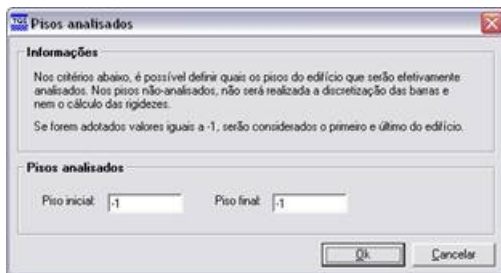 TQS Pisos analisados
Informações
Nos critérios abaixo, é possível definir quais os pisos do edifício que serão efetivamente
analisados. Nos pisos não-analisados, não será realizada a discretização das barras e
nem o cálculo das rigidezes.
Se forem adotados valores iguais a -1, serão considerados o primeiro e último do edifício.
Pisos analisados
Piso inicial: -1 Piso final: -1
Ok Cancelar